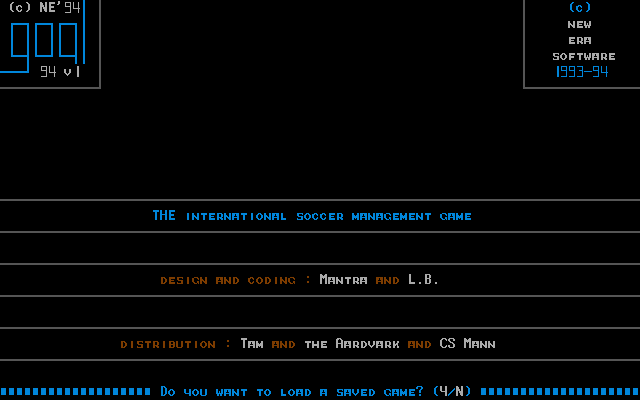 (c) NE'94
goal
94 v1
(c)
NEW
ERA
SOFTWARE
1993-94
THE INTERNATIONAL SOCCER MANAGEMENT GAME
DESIGN AND CODING : MANTRA AND L.B.
DISTRIBUTION : TAM AND THE AARDVARK AND CS MANN
DO YOU WANT TO LOAD A SAVED GAME? (Y/N)